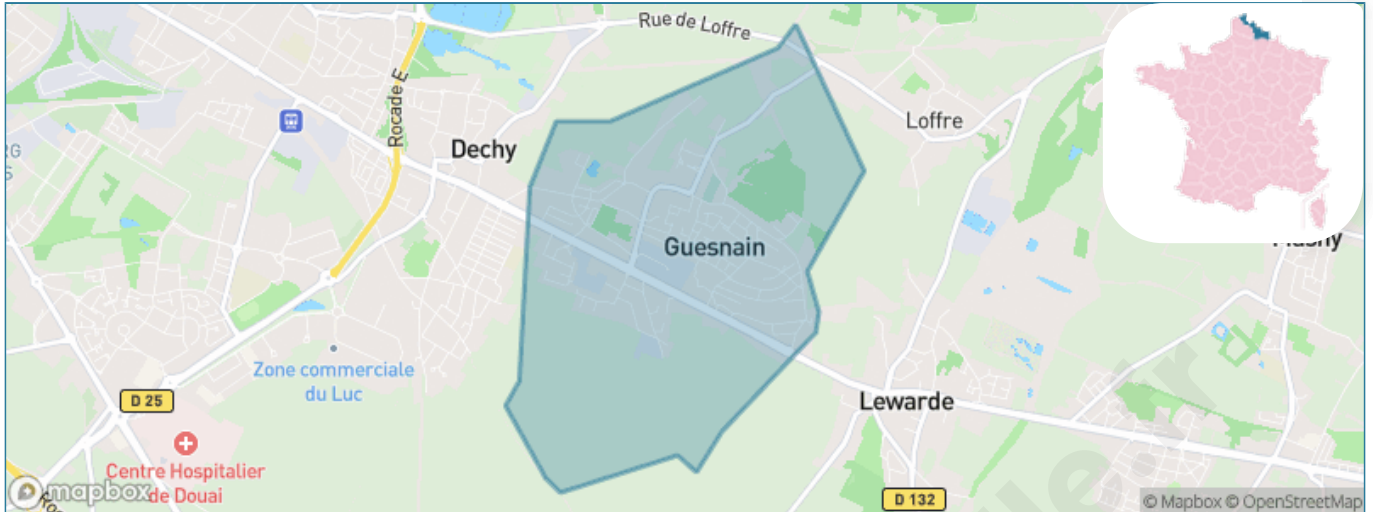 Rue de Loffre
Rocade E
Loffre
Dechy
Guesnain
Zone commerciale
du Luc
D 25
Lewarde
Centre Hospitalier
de Douai
D 132
mapbox
© Mapbox © OpenStreetMap